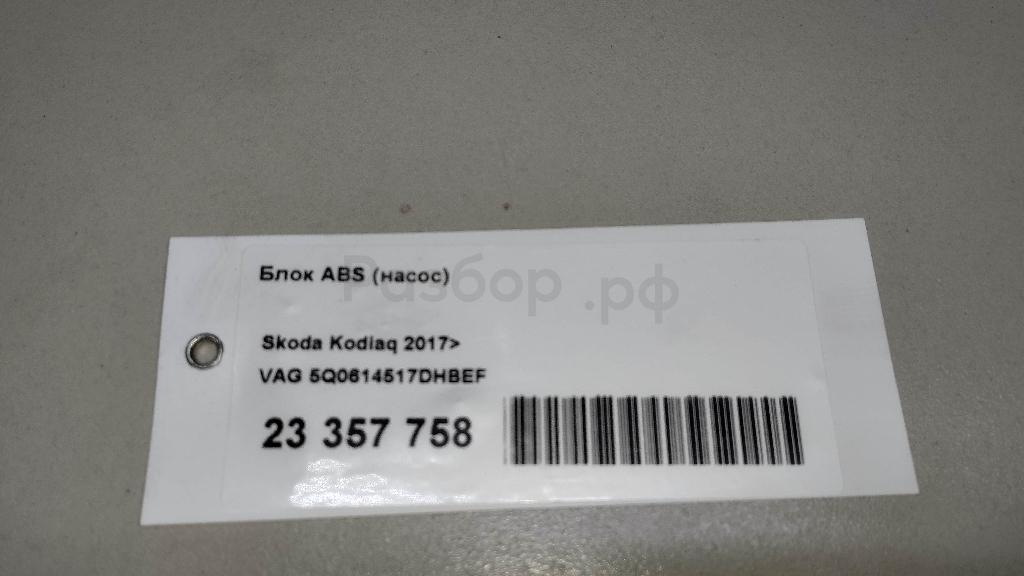 Блок ABS (насос)
Разбор.рф
Skoda Kodiaq 2017>
VAG 5Q0614517DHBEF
23 357 758